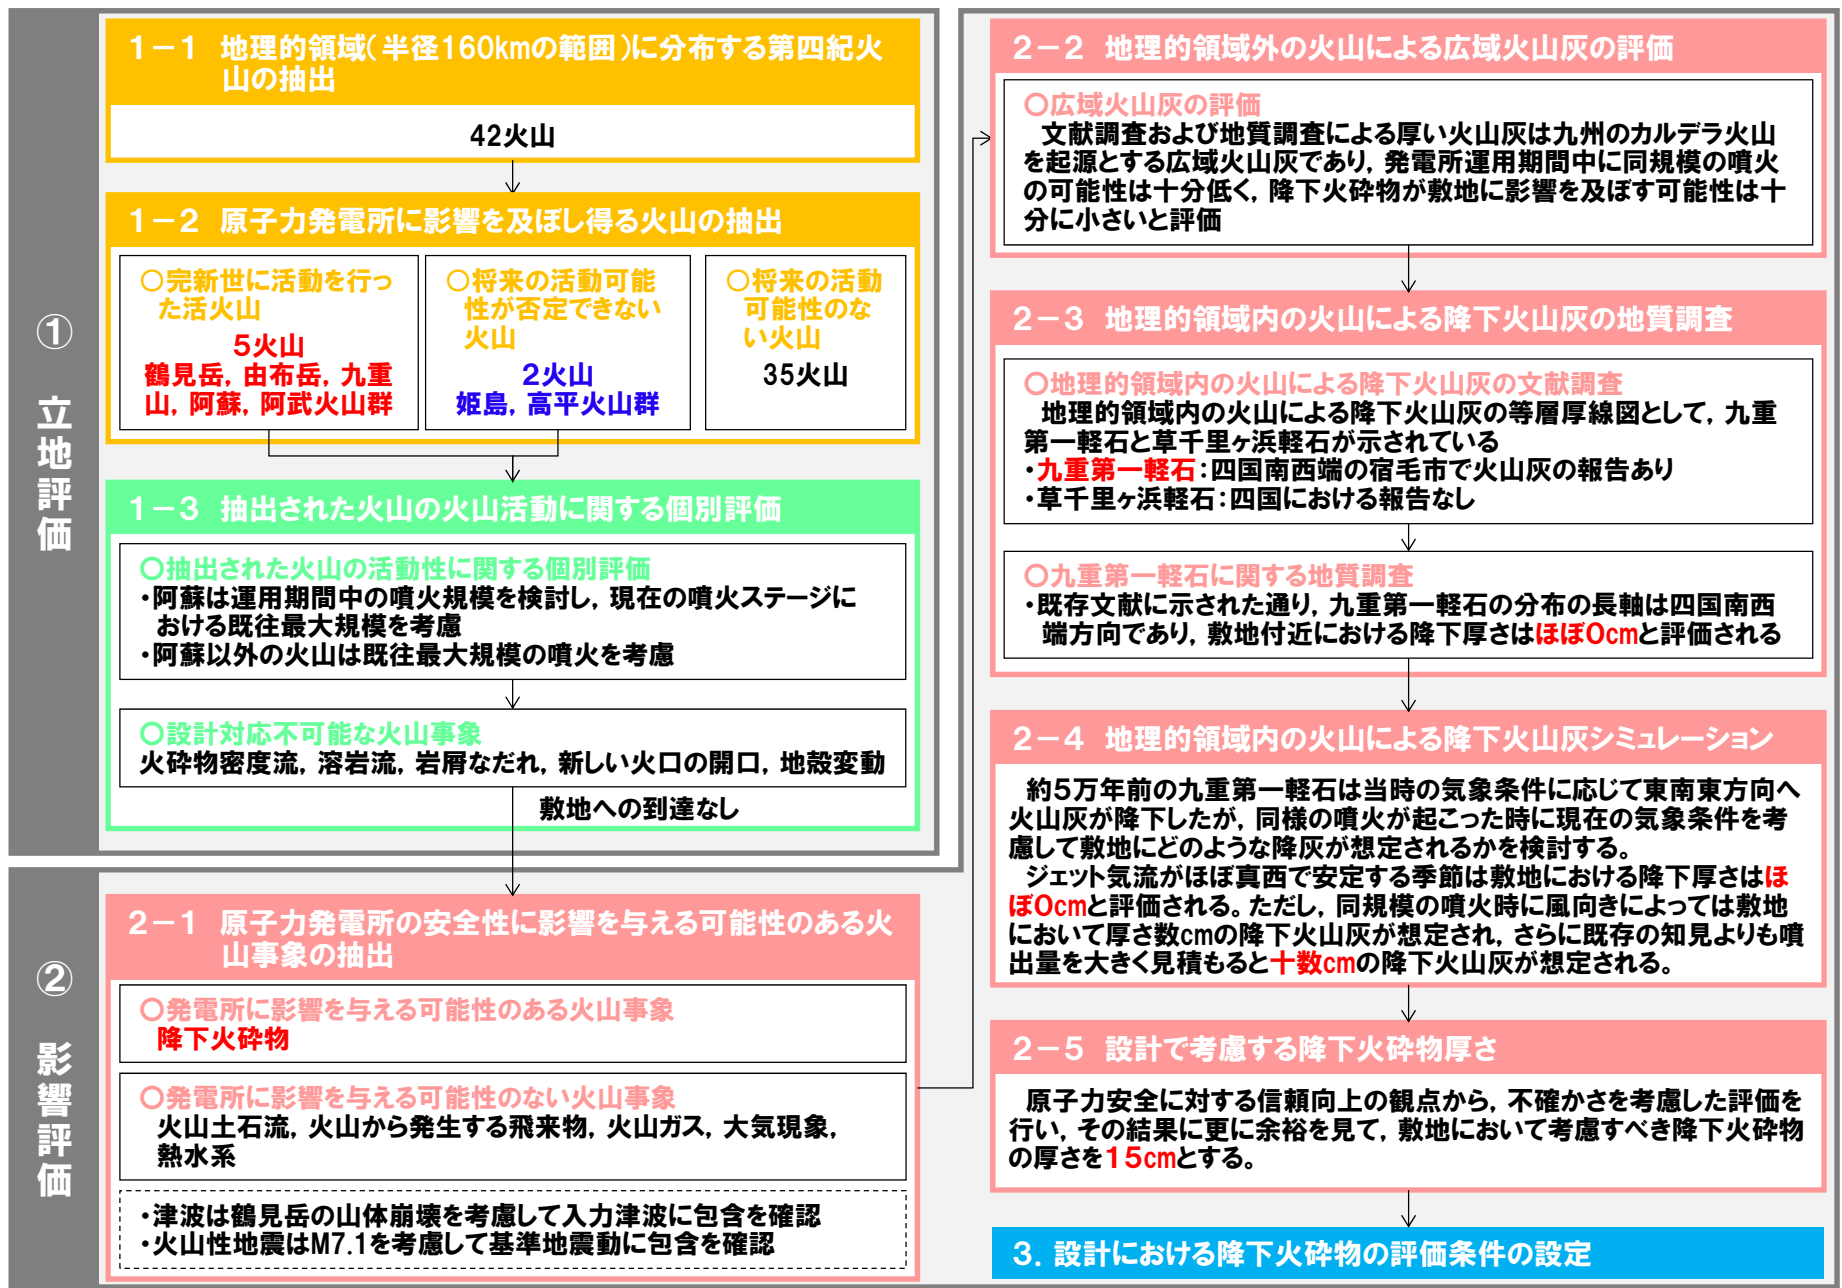 ① 立地評価
1－1 地理的領域(半径160kmの範囲)に分布する第四紀火
山の抽出
42火山
1－2 原子力発電所に影響を及ぼし得る火山の抽出
○完新世に活動を行っ
た活火山
5火山
鶴見岳，由布岳，九重
山，阿蘇，阿武火山群
○将来の活動可能
性が否定できない
火山
2火山
姫島，高平火山群
○将来の活動
可能性のな
い火山
35火山
1－3 抽出された火山の火山活動に関する個別評価
○抽出された火山の活動性に関する個別評価
・阿蘇は運用期間中の噴火規模を検討し，現在の噴火ステージに
おける既往最大規模を考慮
・阿蘇以外の火山は既往最大規模の噴火を考慮
○設計対応不可能な火山事象
火砕物密度流，溶岩流，岩屑なだれ，新しい火口の開口，地殻変動
敷地への到達なし
② 影響評価
2－1 原子力発電所の安全性に影響を与える可能性のある火
山事象の抽出
○発電所に影響を与える可能性のある火山事象
降下火砕物
○発電所に影響を与える可能性のない火山事象
火山土石流，火山から発生する飛来物，火山ガス，大気現象，
熱水系
・津波は鶴見岳の山体崩壊を考慮して入力津波に包含を確認
・火山性地震はM7.1を考慮して基準地震動に包含を確認
2－2 地理的領域外の火山による広域火山灰の評価
○広域火山灰の評価
文献調査および地質調査による厚い火山灰は九州のカルデラ火山
を起源とする広域火山灰であり，発電所運用期間中に同規模の噴火
の可能性は十分低く，降下火砕物が敷地に影響を及ぼす可能性は十
分に小さいと評価
2－3 地理的領域内の火山による降下火山灰の地質調査
○地理的領域内の火山による降下火山灰の文献調査
地理的領域内の火山による降下火山灰の等層厚線図として，九重
第一軽石と草千里ヶ浜軽石が示されている
・九重第一軽石：四国南西端の宿毛市で火山灰の報告あり
・草千里ヶ浜軽石：四国における報告なし
○九重第一軽石に関する地質調査
・既存文献に示された通り，九重第一軽石の分布の長軸は四国南西
端方向であり，敷地付近における降下厚さはほぼ0cmと評価される
2－4 地理的領域内の火山による降下火山灰シミュレーション
約5万年前の九重第一軽石は当時の気象条件に応じて東南東方向へ
火山灰が降下したが，同様の噴火が起こった時に現在の気象条件を考
慮して敷地にどのような降灰が想定されるかを検討する。
ジェット気流がほぼ真西で安定する季節は敷地における降下厚さはほ
ぼ0cmと評価される。ただし，同規模の噴火時に風向きによっては敷地
において厚さ数cmの降下火山灰が想定され，さらに既存の知見よりも噴
出量を大きく見積もると十数cmの降下火山灰が想定される。
2－5 設計で考慮する降下火砕物厚さ
原子力安全に対する信頼向上の観点から，不確かさを考慮した評価を
行い，その結果に更に余裕を見て，敷地において考慮すべき降下火砕物
の厚さを15cmとする。
3．設計における降下火砕物の評価条件の設定